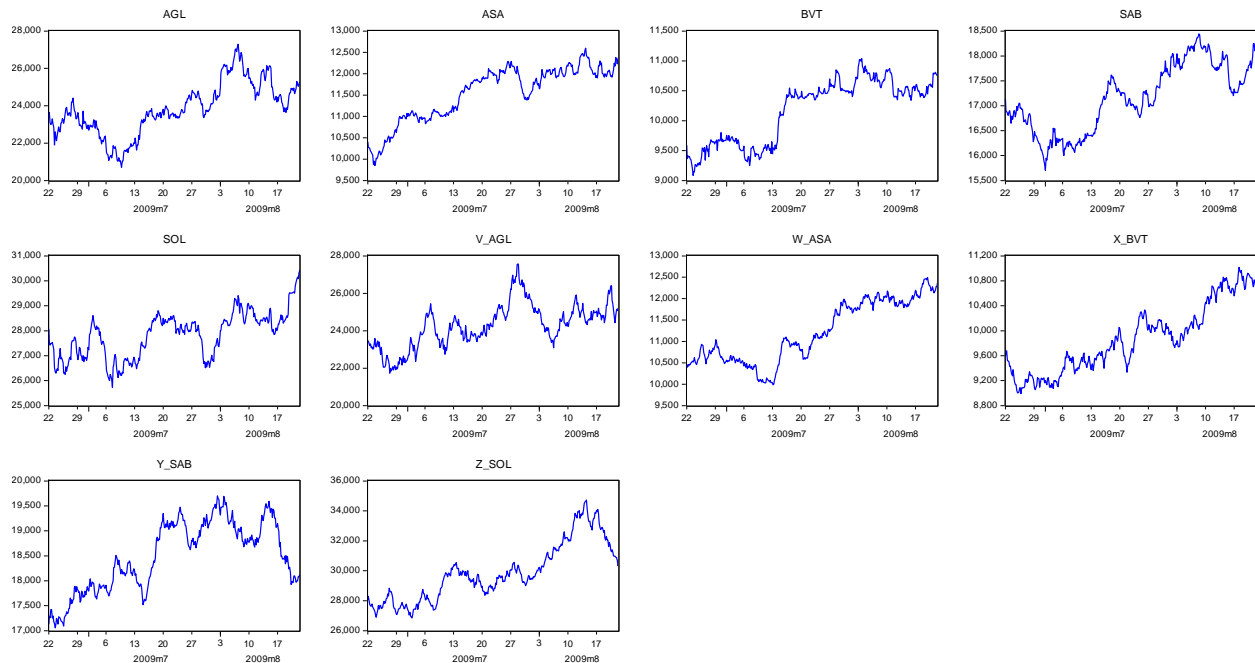 AGL
28,000
26,000
24,000
22,000
20,000
22 29 6 13 20 27 3 10 17
2009m7 2009m8
ASA
13,000
12,500
12,000
11,500
11,000
10,500
10,000
9,500
22 29 6 13 20 27 3 10 17
2009m7 2009m8
BVT
11,500
11,000
10,500
10,000
9,500
9,000
22 29 6 13 20 27 3 10 17
2009m7 2009m8
SAB
18,500
18,000
17,500
17,000
16,500
16,000
15,500
22 29 6 13 20 27 3 10 17
2009m7 2009m8
SOL
31,000
30,000
29,000
28,000
27,000
26,000
25,000
22 29 6 13 20 27 3 10 17
2009m7 2009m8
V_AGL
28,000
26,000
24,000
22,000
20,000
22 29 6 13 20 27 3 10 17
2009m7 2009m8
W_ASA
13,000
12,500
12,000
11,500
11,000
10,500
10,000
9,500
22 29 6 13 20 27 3 10 17
2009m7 2009m8
X_BVT
11,200
10,800
10,400
10,000
9,600
9,200
8,800
22 29 6 13 20 27 3 10 17
2009m7 2009m8
Y_SAB
20,000
19,500
19,000
18,500
18,000
17,500
17,000
22 29 6 13 20 27 3 10 17
2009m7 2009m8
Z_SOL
36,000
34,000
32,000
30,000
28,000
26,000
22 29 6 13 20 27 3 10 17
2009m7 2009m8